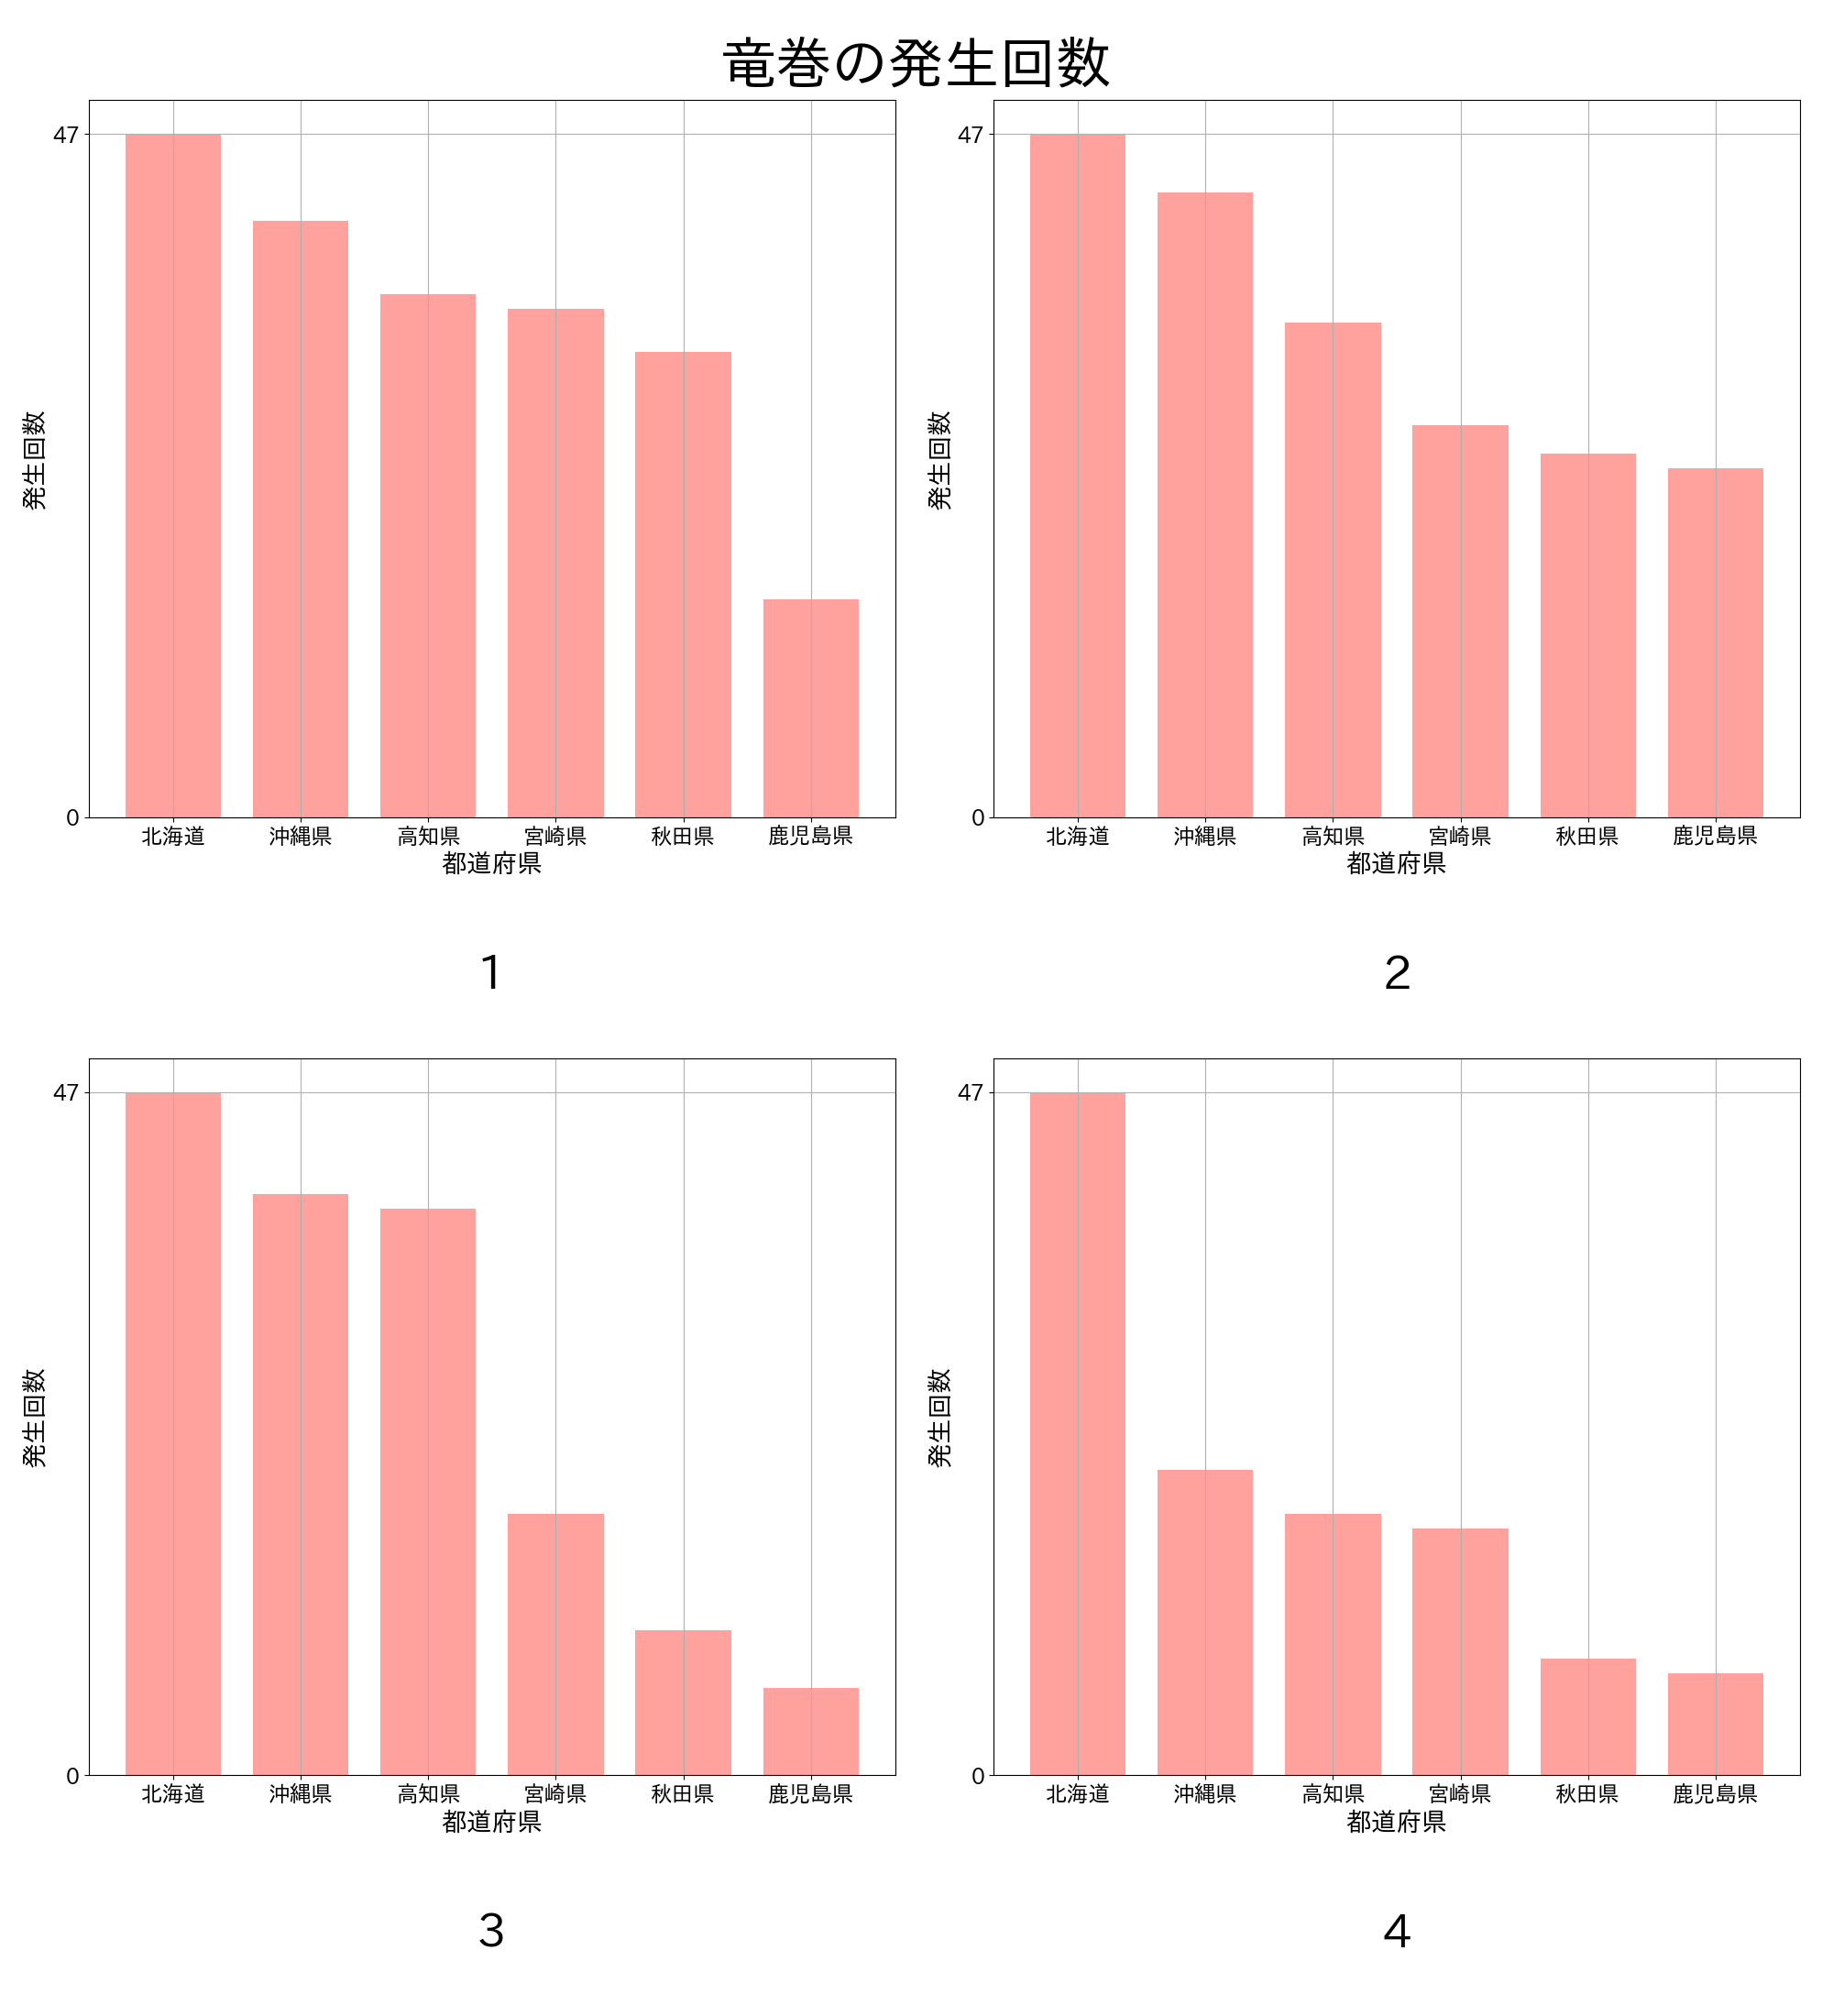 竜巻の発生回数
47
0
発生回数
北海道 沖縄県 高知県 宮崎県 秋田県 鹿児島県
都道府県
1
47
0
発生回数
北海道 沖縄県 高知県 宮崎県 秋田県 鹿児島県
都道府県
2
47
0
発生回数
北海道 沖縄県 高知県 宮崎県 秋田県 鹿児島県
都道府県
3
47
0
発生回数
北海道 沖縄県 高知県 宮崎県 秋田県 鹿児島県
都道府県
4